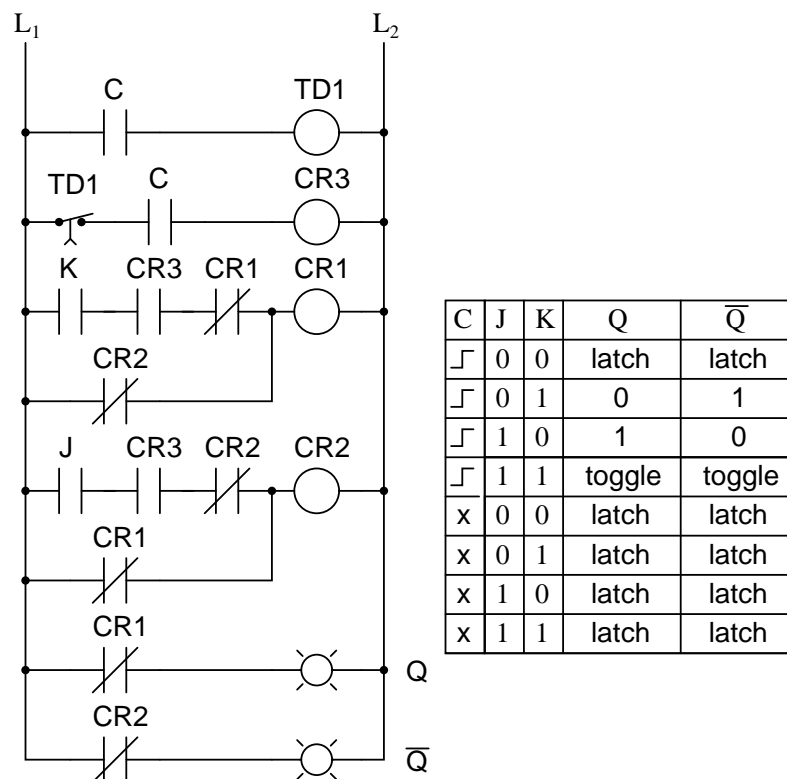 L1 L2
C TD1
TD1 C CR3
K CR3 CR1 CR1
CR2
J CR3 CR2 CR2
CR1
CR1
Q
CR2
Q̅
C J K Q Q̅
0 0 latch latch
0 1 0 1
1 0 1 0
1 1 toggle toggle
x 0 0 latch latch
x 0 1 latch latch
x 1 0 latch latch
x 1 1 latch latch